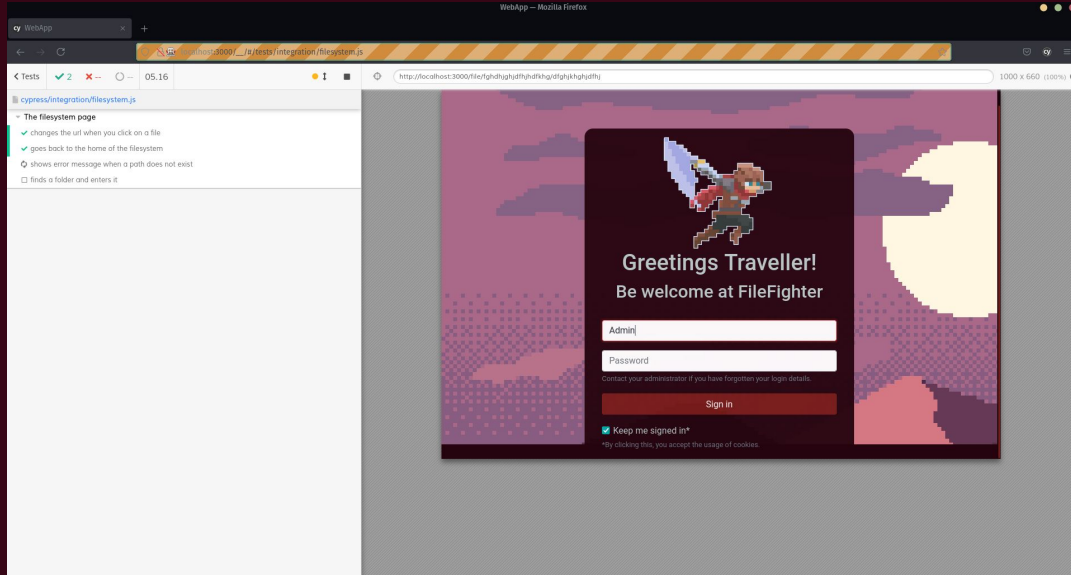 WebApp — Mozilla Firefox
cy WebApp × +
localhost:3000/__/#/tests/integration/filesystem.js
cy
< Tests 2 -- -- 05.16 1
http://localhost:3000/file/fghdhjghjdfhjhdfkhg/dfghjkhghjdfhj
1000 x 660 (100%)
cypress/integration/filesystem.js
The filesystem page
changes the url when you click on a file
goes back to the home of the filesystem
shows error message when a path does not exist
finds a folder and enters it
Greetings Traveller!
Be welcome at FileFighter
Admin
Password
Contact your administrator if you have forgotten your login details.
Sign in
Keep me signed in*
*By clicking this, you accept the usage of cookies.